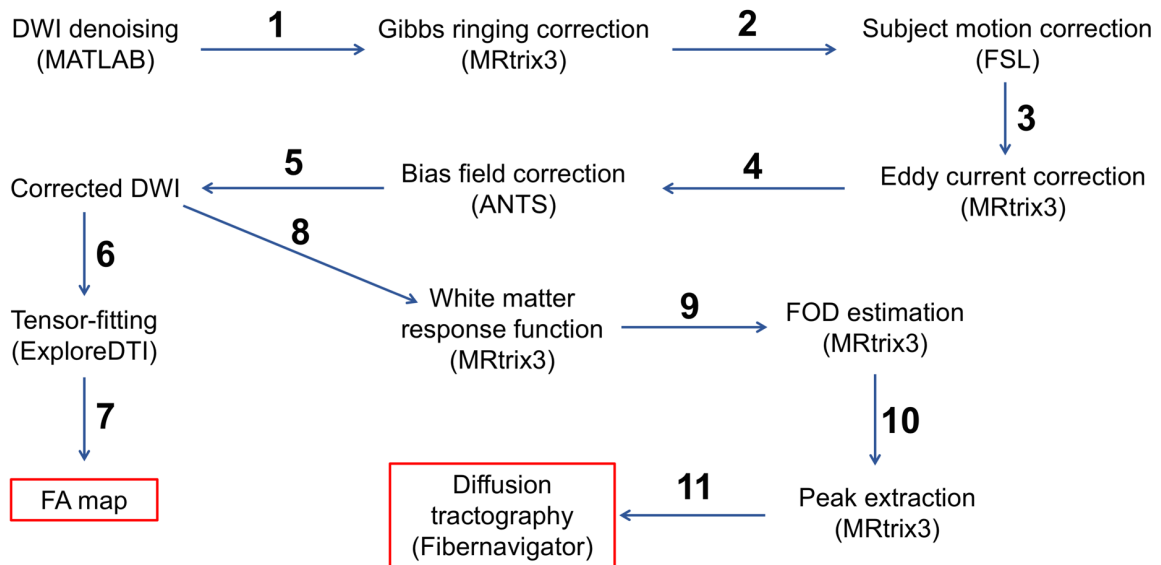 DWI denoising
(MATLAB)
1
Gibbs ringing correction
(MRtrix3)
2
Subject motion correction
(FSL)
3
Eddy current correction
(MRtrix3)
4
Bias field correction
(ANTS)
5
Corrected DWI
6
Tensor-fitting
(ExploreDTI)
7
FA map
8
White matter
response function
(MRtrix3)
9
FOD estimation
(MRtrix3)
10
Peak extraction
(MRtrix3)
11
Diffusion
tractography
(Fibernavigator)